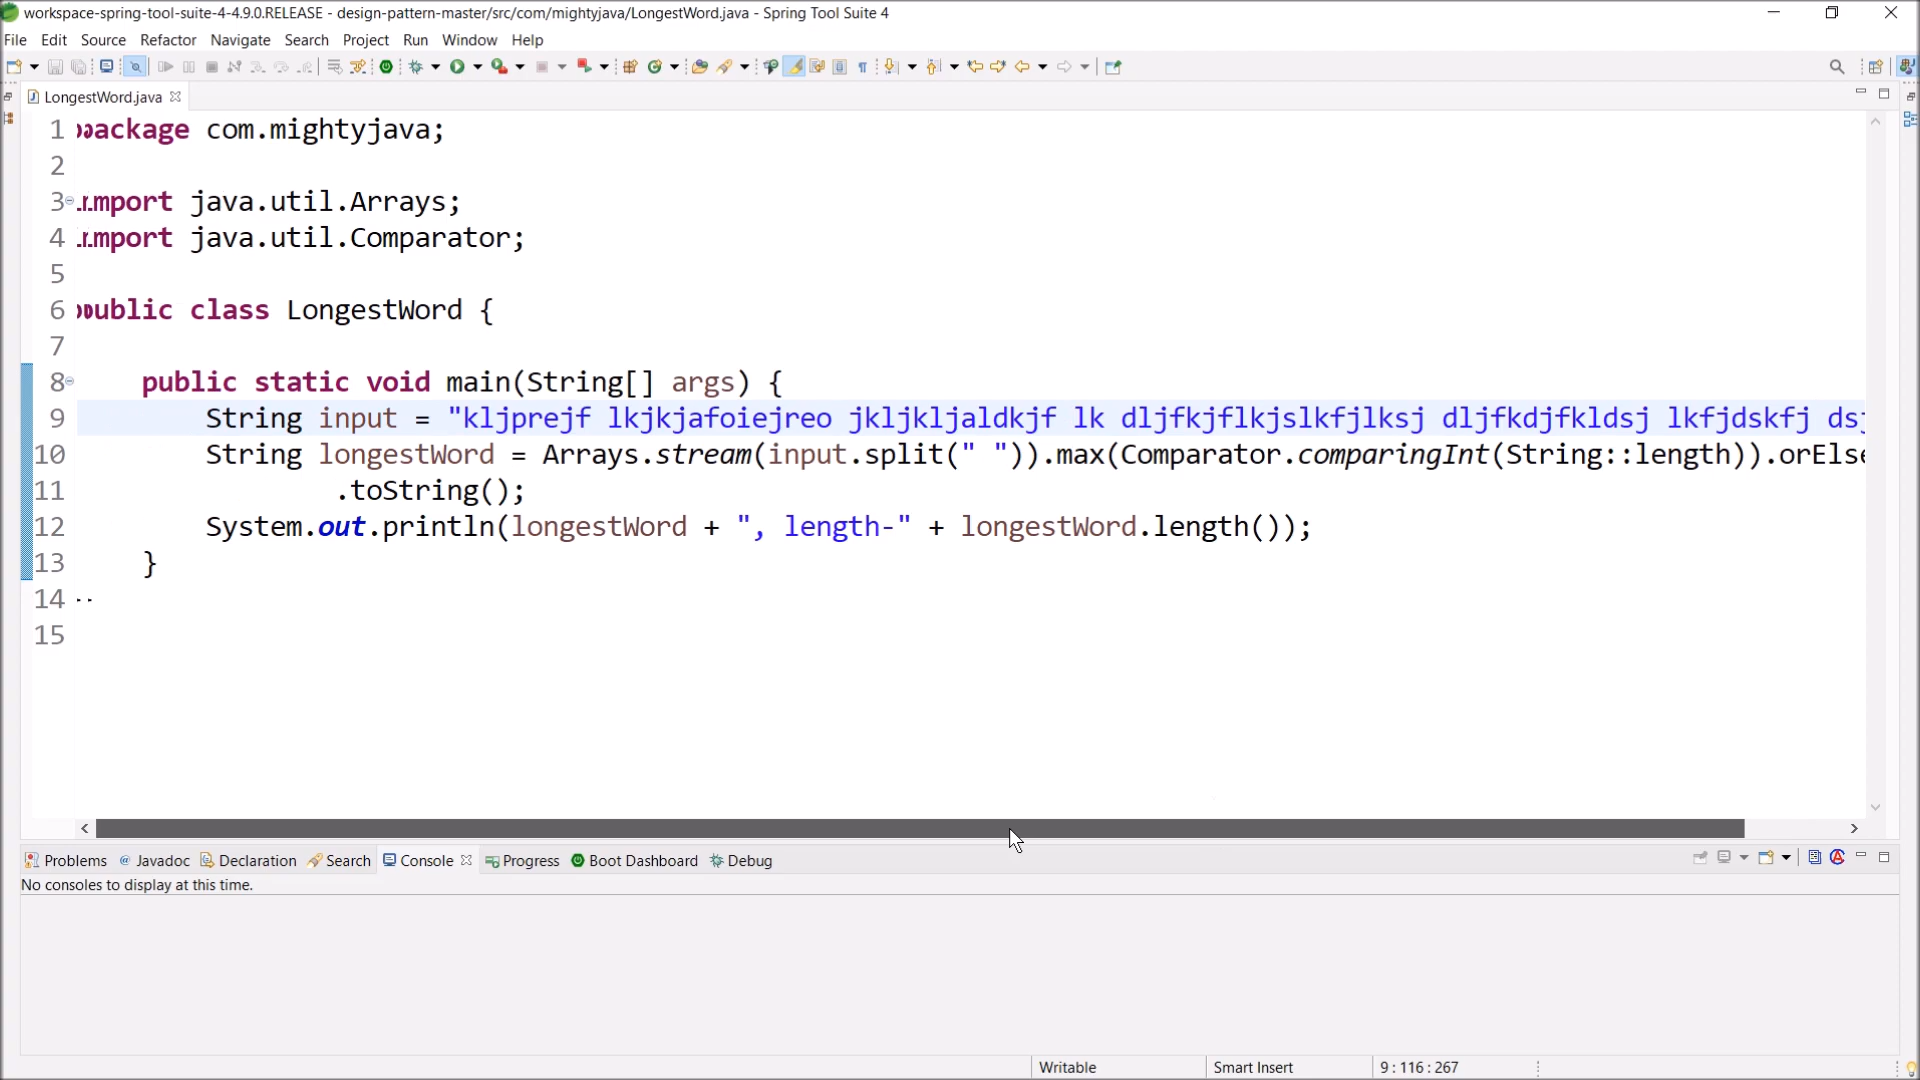 workspace-spring-tool-suite-4-4.9.0.RELEASE - design-pattern-master/src/com/mightyjava/LongestWord.java - Spring Tool Suite 4
File Edit Source Refactor Navigate Search Project Run Window Help
LongestWord.java
1 package com.mightyjava;
2
3 import java.util.Arrays;
4 import java.util.Comparator;
5
6 public class LongestWord {
7
8 public static void main(String[] args) {
9 String input = "kljprejf lkjkjafoiejreo jkljkljaldkjf lk dljfkjflkjslkfjlksj dljfkdjfkldsj lkfjdskfj
10 String longestWord = Arrays.stream(input.split(" ")).max(Comparator.comparingInt(String::length)).orElse
11 .toString();
12 System.out.println(longestWord + ", length-" + longestWord.length());
13 }
14
15
Problems Javadoc Declaration Search Console Progress Boot Dashboard Debug
No consoles to display at this time.
Writable Smart Insert 9 : 116 : 267